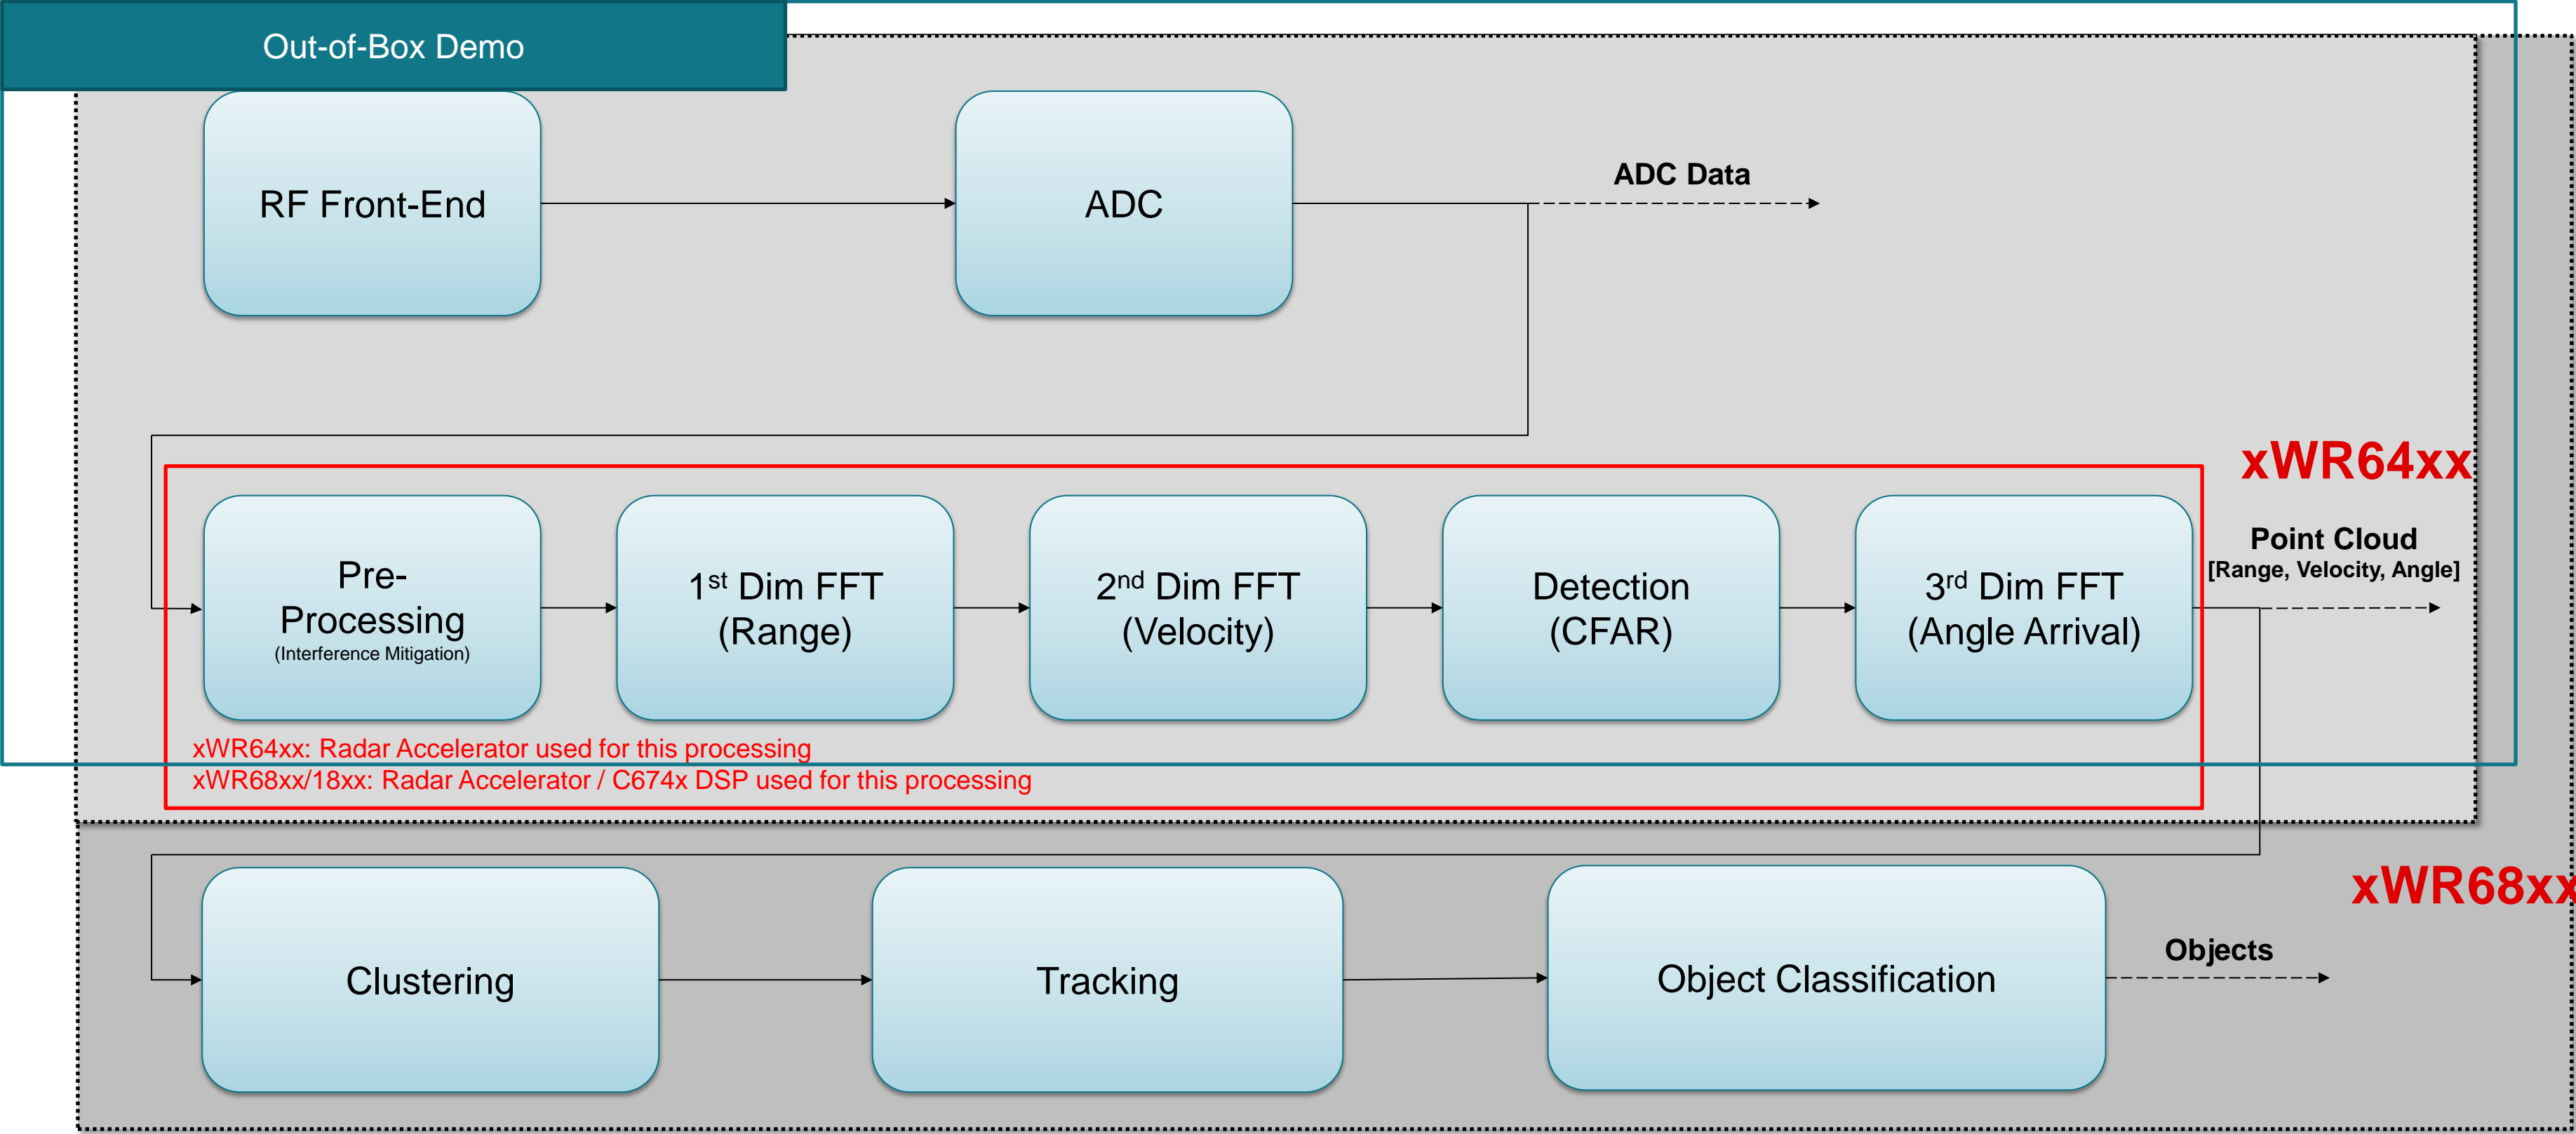 Out-of-Box Demo
RF Front-End
ADC
ADC Data
xWR64xx
Pre-
Processing
(Interference Mitigation)
1st Dim FFT
(Range)
2nd Dim FFT
(Velocity)
Detection
(CFAR)
3rd Dim FFT
(Angle Arrival)
Point Cloud
[Range, Velocity, Angle]
xWR64xx: Radar Accelerator used for this processing
xWR68xx/18xx: Radar Accelerator / C674x DSP used for this processing
xWR68xx
Clustering
Tracking
Object Classification
Objects